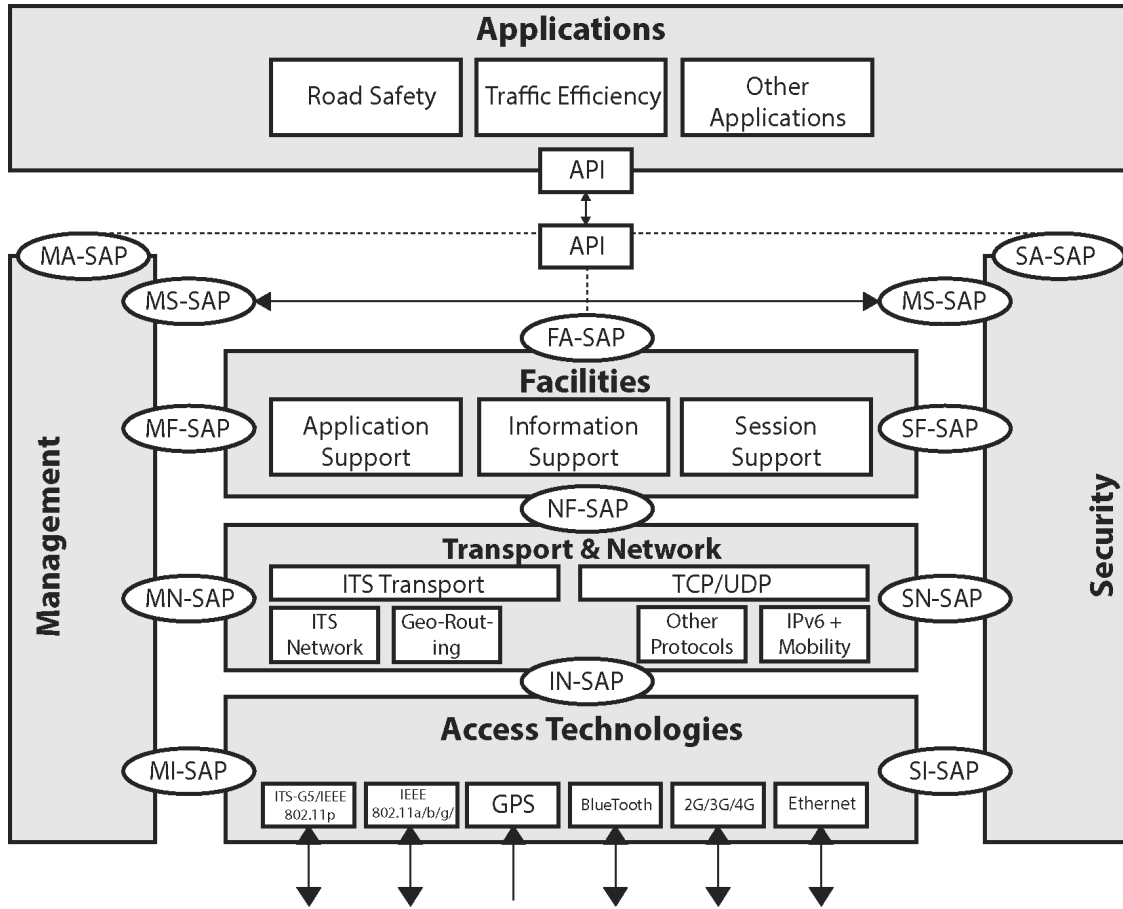 Applications
Road Safety
Traffic Efficiency
Other
Applications
API
API
MA-SAP
SA-SAP
MS-SAP
MS-SAP
FA-SAP
Facilities
MF-SAP
Application
Support
Information
Support
Session
Support
SF-SAP
Management
Security
NF-SAP
Transport & Network
ITS Transport
TCP/UDP
MN-SAP
ITS
Network
Geo-Rout-
ing
Other
Protocols
IPv6 +
Mobility
SN-SAP
IN-SAP
Access Technologies
MI-SAP
SI-SAP
ITS-G5/IEEE
802.11p
IEEE
802.11a/b/g/
GPS
BlueTooth
2G/3G/4G
Ethernet